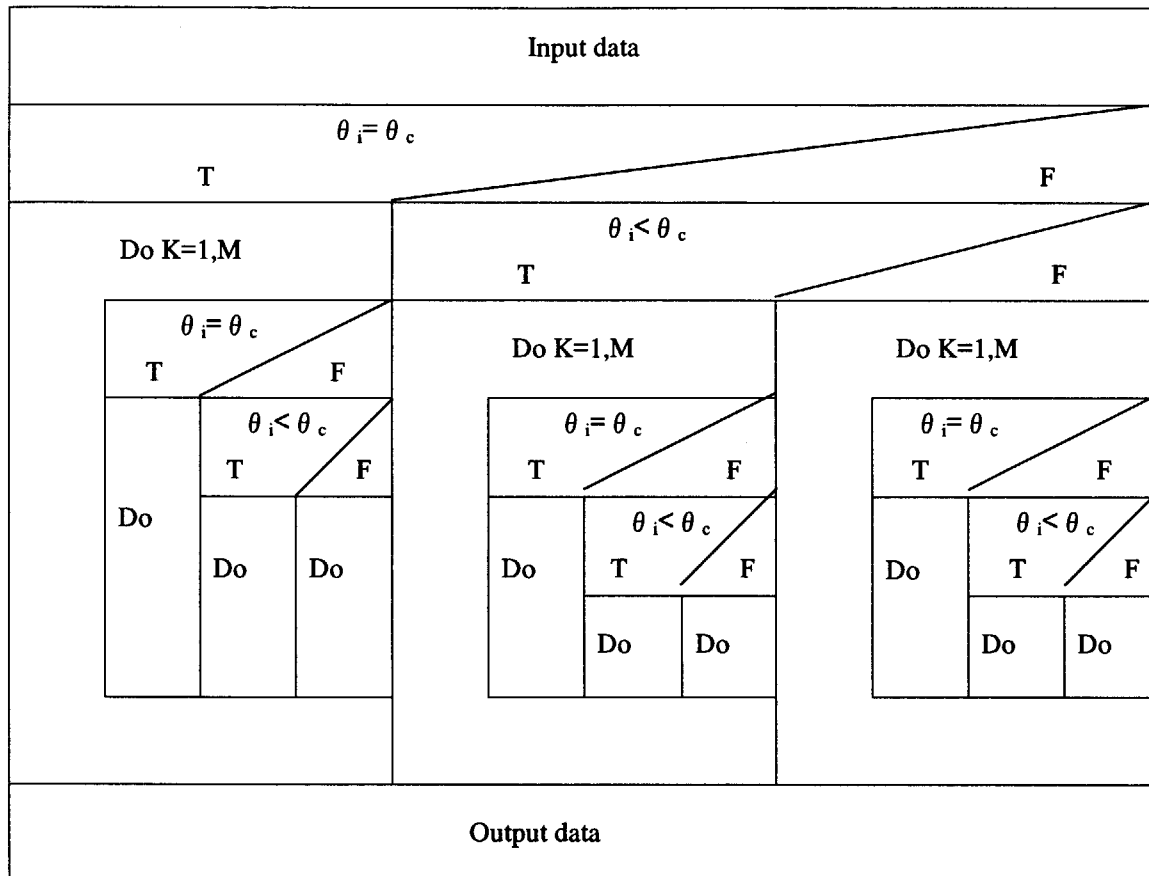 Input data
θ i= θ c
T F
θ i< θ c
Do K=1,M
T F
θ i= θ c
Do K=1,M Do K=1,M
T F
θ i< θ c θ i= θ c θ i= θ c
T F T F T F
Do
θ i< θ c θ i< θ c
Do Do Do T F Do T F
Do Do Do Do
Output data